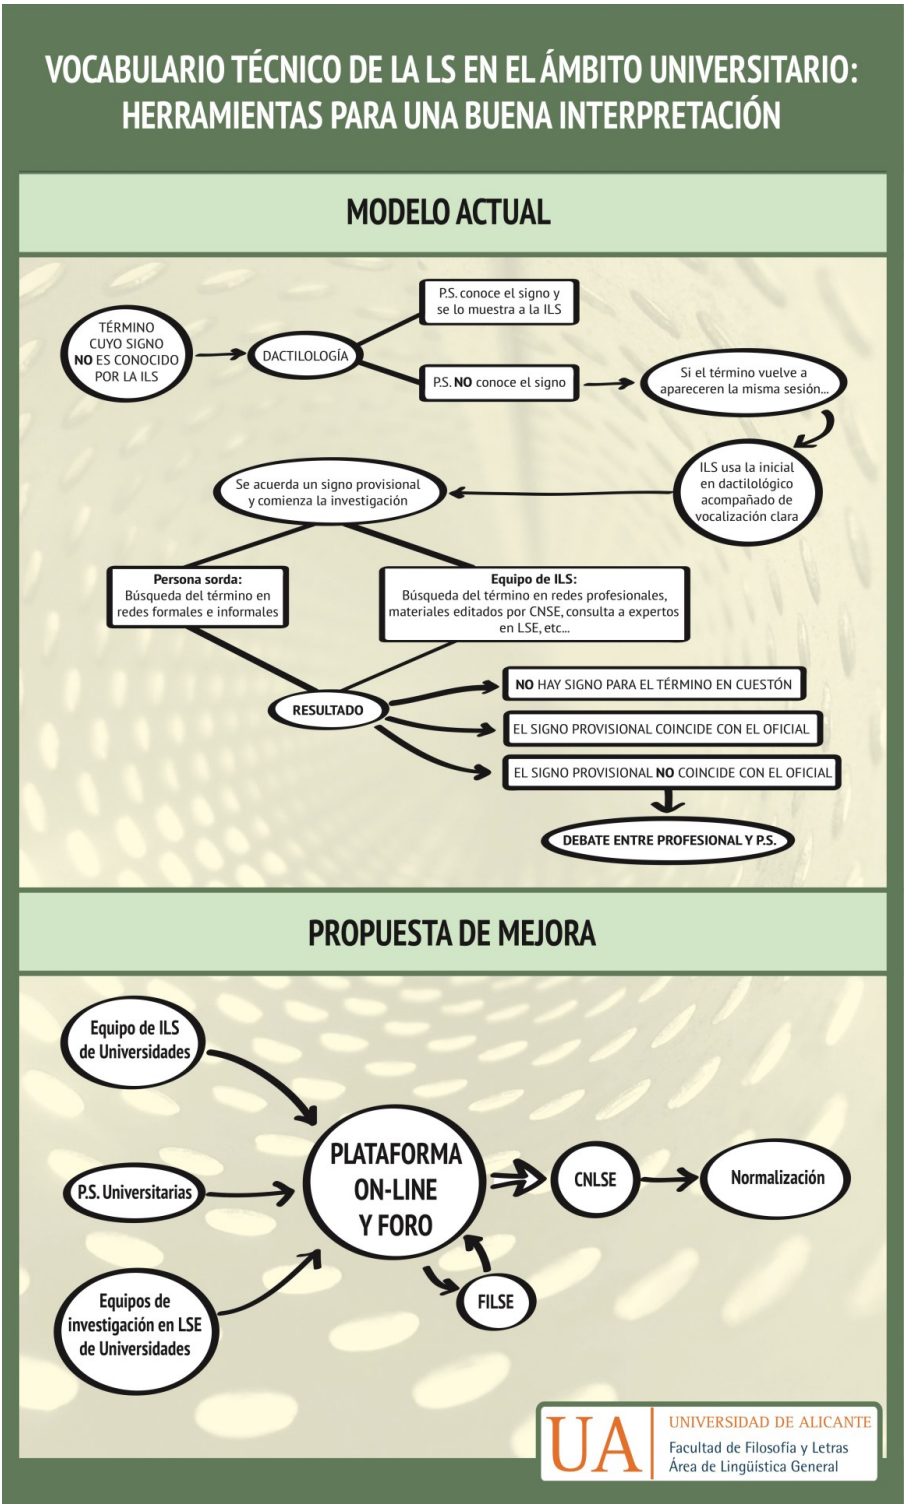 VOCABULARIO TÉCNICO DE LA LS EN EL ÁMBITO UNIVERSITARIO:
HERRAMIENTAS PARA UNA BUENA INTERPRETACIÓN
MODELO ACTUAL
TÉRMINO
CUYO SIGNO
NO ES CONOCIDO
POR LA ILS
DACTILOLOGÍA
P.S. conoce el signo y
se lo muestra a la ILS
P.S. NO conoce el signo
Si el término vuelve a
apareceren la misma sesión...
ILS usa la inicial
en dactilológico
acompañado de
vocalización clara
Se acuerda un signo provisional
y comienza la investigación
Persona sorda:
Búsqueda del término en
redes formales e informales
Equipo de ILS:
Búsqueda del término en redes profesionales,
materiales editados por CNSE, consulta a expertos
en LSE, etc...
RESULTADO
NO HAY SIGNO PARA EL TÉRMINO EN CUESTÓN
EL SIGNO PROVISIONAL COINCIDE CON EL OFICIAL
EL SIGNO PROVISIONAL NO COINCIDE CON EL OFICIAL
DEBATE ENTRE PROFESIONAL Y P.S.
PROPUESTA DE MEJORA
Equipo de ILS
de Universidades
P.S. Universitarias
Equipos de
investigación en LSE
de Universidades
PLATAFORMA
ON-LINE
Y FORO
FILSE
CNLSE
Normalización
UA
UNIVERSIDAD DE ALICANTE
Facultad de Filosofía y Letras
Área de Lingüística General